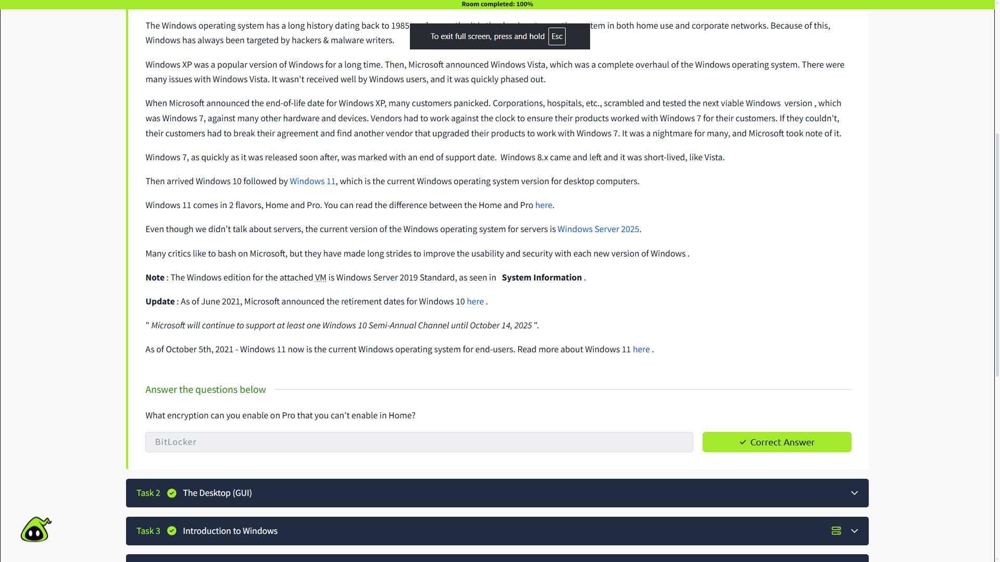 Room completed: 100%
The Windows operating system has a long history dating back to 1985 tem in both home use and corporate networks. Because of this,
To exit full screen, press and hold Esc
Windows has always been targeted by hackers & malware writers.
Windows XP was a popular version of Windows for a long time. Then, Microsoft announced Windows Vista, which was a complete overhaul of the Windows operating system. There were
many issues with Windows Vista. It wasn't received well by Windows users, and it was quickly phased out.
When Microsoft announced the end-of-life date for Windows XP, many customers panicked. Corporations, hospitals, etc., scrambled and tested the next viable Windows  version , which
was Windows 7, against many other hardware and devices. Vendors had to work against the clock to ensure their products worked with Windows 7 for their customers. If they couldn't,
their customers had to break their agreement and find another vendor that upgraded their products to work with Windows 7. It was a nightmare for many, and Microsoft took note of it.
Windows 7, as quickly as it was released soon after, was marked with an end of support date.  Windows 8.x came and left and it was short-lived, like Vista.
Then arrived Windows 10 followed by Windows 11, which is the current Windows operating system version for desktop computers.
Windows 11 comes in 2 flavors, Home and Pro. You can read the difference between the Home and Pro here.
Even though we didn’t talk about servers, the current version of the Windows operating system for servers is Windows Server 2025.
Many critics like to bash on Microsoft, but they have made long strides to improve the usability and security with each new version of Windows .
Note : The Windows edition for the attached VM is Windows Server 2019 Standard, as seen in  System Information .
Update : As of June 2021, Microsoft announced the retirement dates for Windows 10 here .
" Microsoft will continue to support at least one Windows 10 Semi-Annual Channel until October 14, 2025 ".
As of October 5th, 2021 - Windows 11 now is the current Windows operating system for end-users. Read more about Windows 11 here .
Answer the questions below
What encryption can you enable on Pro that you can't enable in Home?
BitLocker
Correct Answer
Task 2 The Desktop (GUI)
Task 3 Introduction to Windows